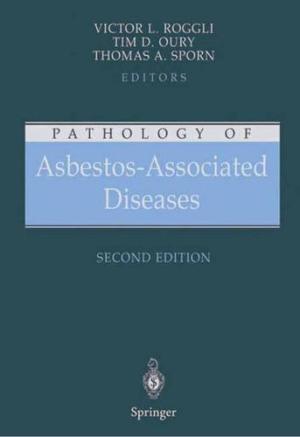 VICTOR L. ROGGLI
TIM D. OURY
THOMAS A. SPORN
EDITORS
PATHOLOGY OF
Asbestos-Associated
Diseases
SECOND EDITION
Springer